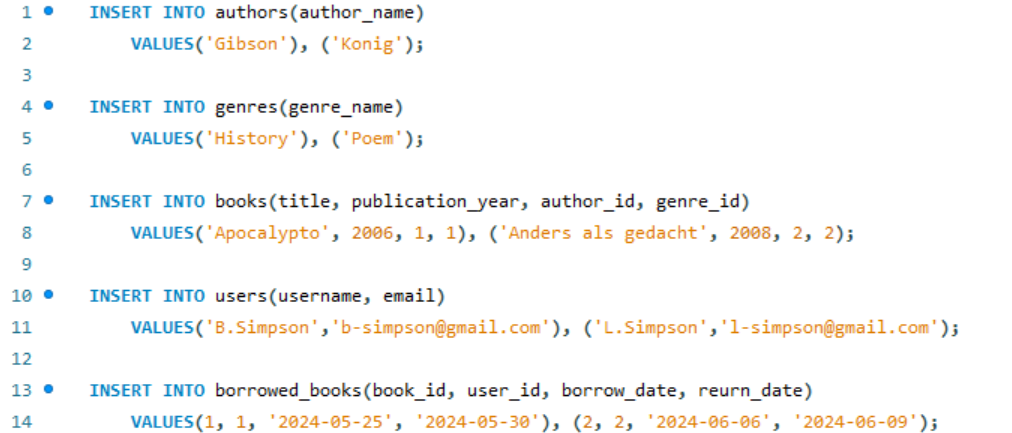 1 INSERT INTO authors(author_name)
2 VALUES('Gibson'), ('Konig');
3
4 INSERT INTO genres(genre_name)
5 VALUES('History'), ('Poem');
6
7 INSERT INTO books(title, publication_year, author_id, genre_id)
8 VALUES('Apocalypto', 2006, 1, 1), ('Anders als gedacht', 2008, 2, 2);
9
10 INSERT INTO users(username, email)
11 VALUES('B.Simpson','b-simpson@gmail.com'), ('L.Simpson','l-simpson@gmail.com');
12
13 INSERT INTO borrowed_books(book_id, user_id, borrow_date, reurn_date)
14 VALUES(1, 1, '2024-05-25', '2024-05-30'), (2, 2, '2024-06-06', '2024-06-09');